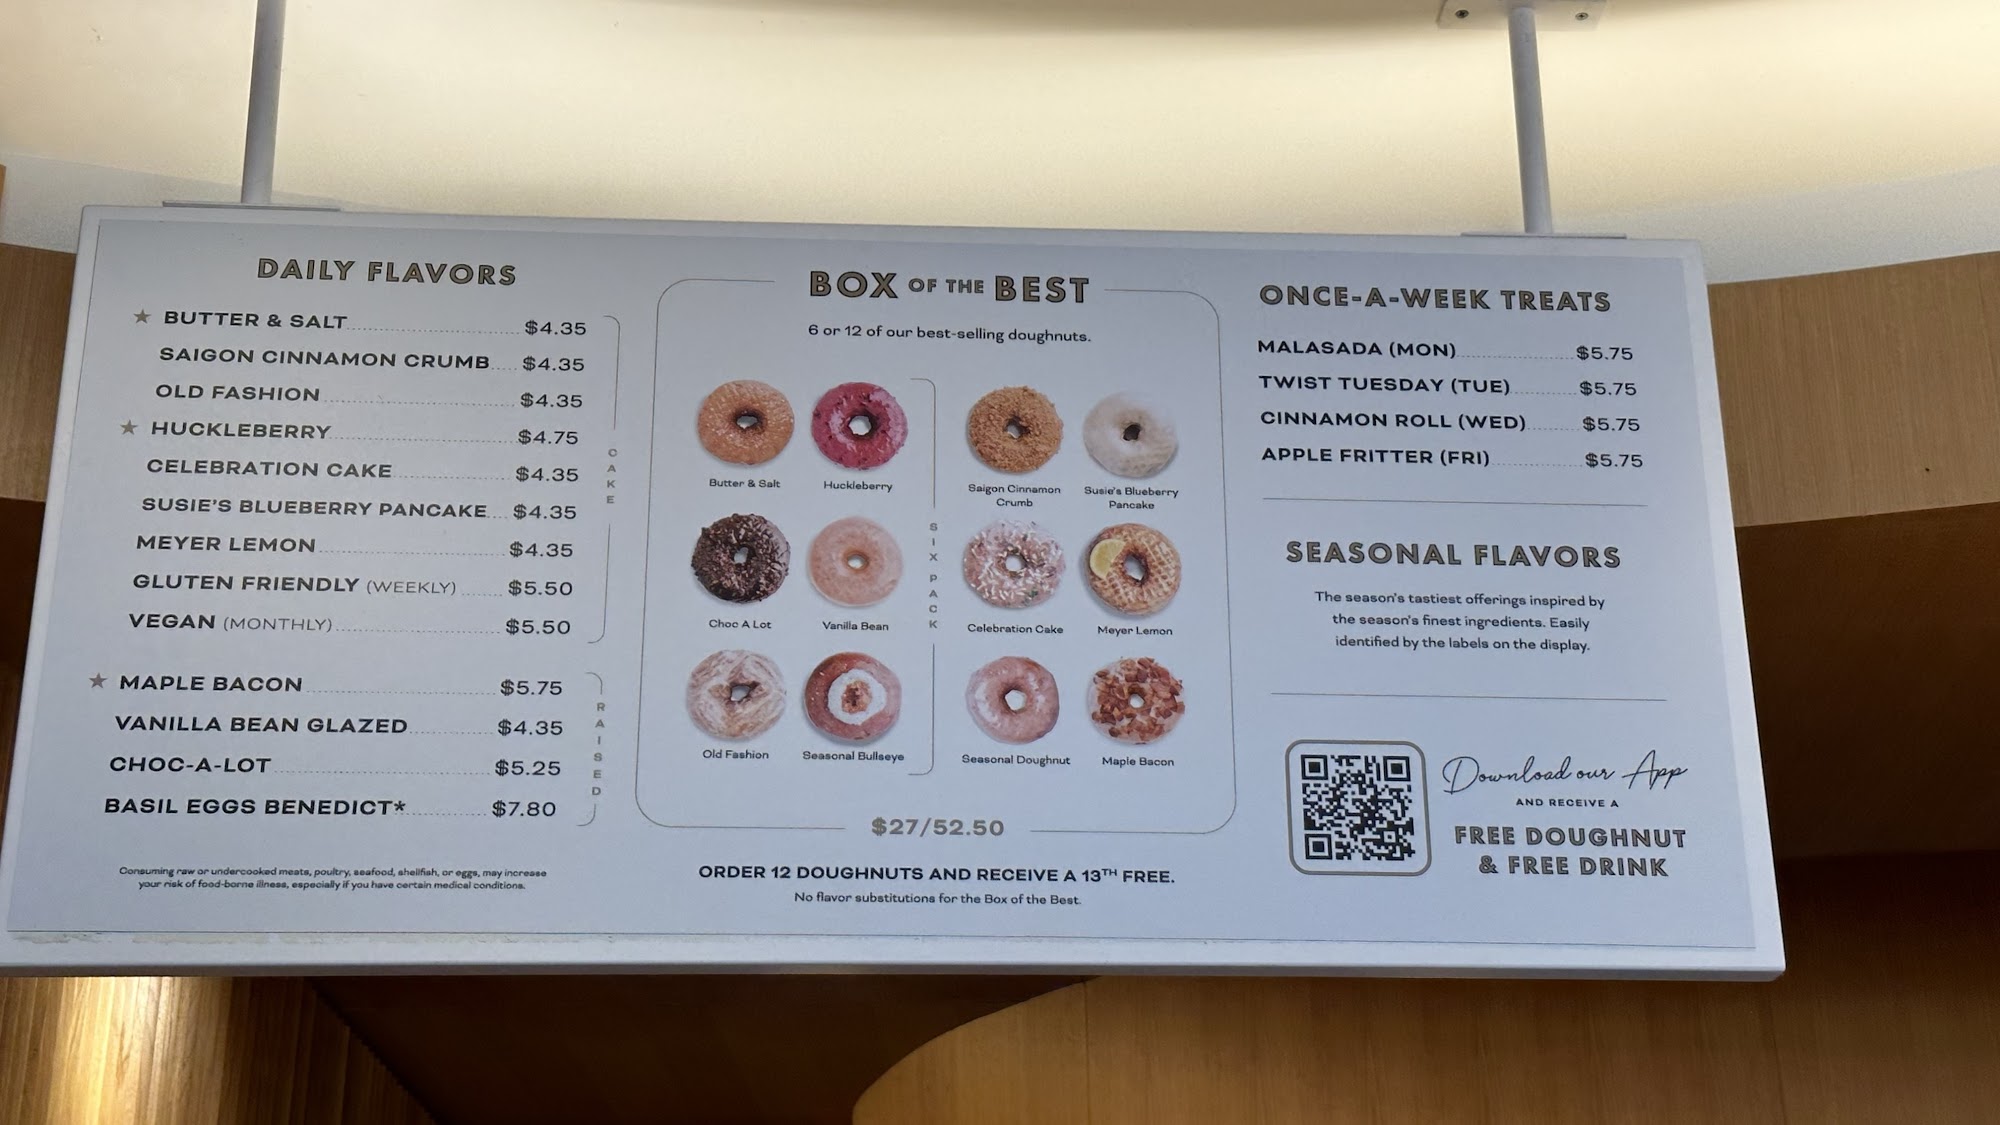 DAILY FLAVORS
★ BUTTER & SALT $4.35
SAIGON CINNAMON CRUMB $4.35
OLD FASHION $4.35
★ HUCKLEBERRY $4.75
CELEBRATION CAKE $4.35
SUSIE'S BLUEBERRY PANCAKE $4.35
MEYER LEMON $4.35
GLUTEN FRIENDLY (WEEKLY) $5.50
VEGAN (MONTHLY) $5.50
CAKE
★ MAPLE BACON $5.75
VANILLA BEAN GLAZED $4.35
CHOC-A-LOT $5.25
BASIL EGGS BENEDICT* $7.80
RAISED
Consuming raw or undercooked meats, poultry, seafood, shellfish, or eggs, may increase
your risk of food-borne illness, especially if you have certain medical conditions.
BOX OF THE BEST
6 or 12 of our best-selling doughnuts.
Butter & Salt
Huckleberry
Choc A Lot
Vanilla Bean
Old Fashion
Seasonal Bullseye
SIX PACK
Saigon Cinnamon
Crumb
Susie's Blueberry
Pancake
Celebration Cake
Meyer Lemon
Seasonal Doughnut
Maple Bacon
$27/52.50
ORDER 12 DOUGHNUTS AND RECEIVE A 13TH FREE.
No flavor substitutions for the Box of the Best.
ONCE-A-WEEK TREATS
MALASADA (MON) $5.75
TWIST TUESDAY (TUE) $5.75
CINNAMON ROLL (WED) $5.75
APPLE FRITTER (FRI) $5.75
SEASONAL FLAVORS
The season's tastiest offerings inspired by
the season's finest ingredients. Easily
identified by the labels on the display.
Download our App
AND RECEIVE A
FREE DOUGHNUT
& FREE DRINK